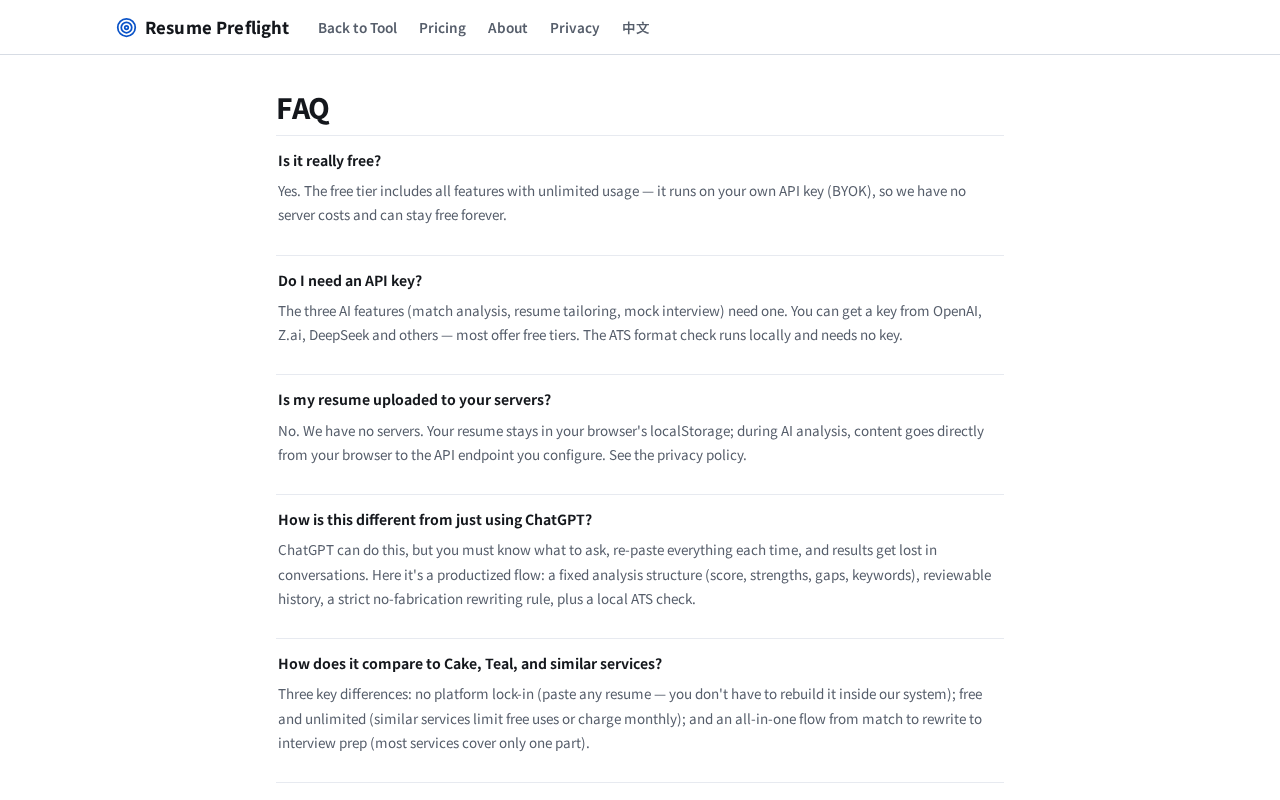 Resume Preflight
Back to Tool
Pricing
About
Privacy
中文
FAQ
Is it really free?
Yes. The free tier includes all features with unlimited usage — it runs on your own API key (BYOK), so we have no
server costs and can stay free forever.
Do I need an API key?
The three AI features (match analysis, resume tailoring, mock interview) need one. You can get a key from OpenAI,
Z.ai, DeepSeek and others — most offer free tiers. The ATS format check runs locally and needs no key.
Is my resume uploaded to your servers?
No. We have no servers. Your resume stays in your browser's localStorage; during AI analysis, content goes directly
from your browser to the API endpoint you configure. See the privacy policy.
How is this different from just using ChatGPT?
ChatGPT can do this, but you must know what to ask, re-paste everything each time, and results get lost in
conversations. Here it's a productized flow: a fixed analysis structure (score, strengths, gaps, keywords), reviewable
history, a strict no-fabrication rewriting rule, plus a local ATS check.
How does it compare to Cake, Teal, and similar services?
Three key differences: no platform lock-in (paste any resume — you don't have to rebuild it inside our system); free
and unlimited (similar services limit free uses or charge monthly); and an all-in-one flow from match to rewrite to
interview prep (most services cover only one part).